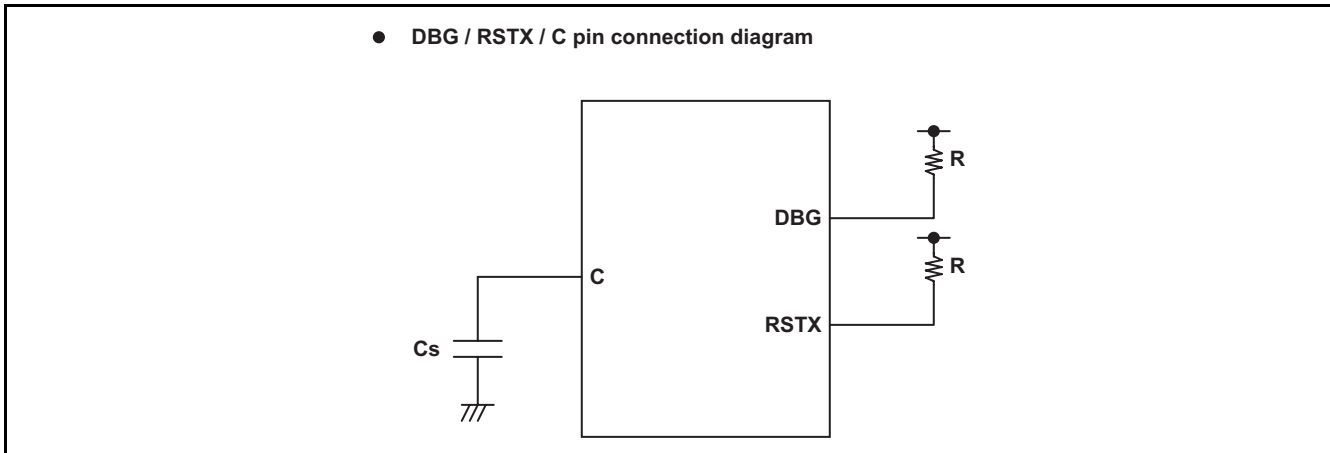 ● DBG / RSTX / C pin connection diagram
R
DBG
R
C
RSTX
Cs